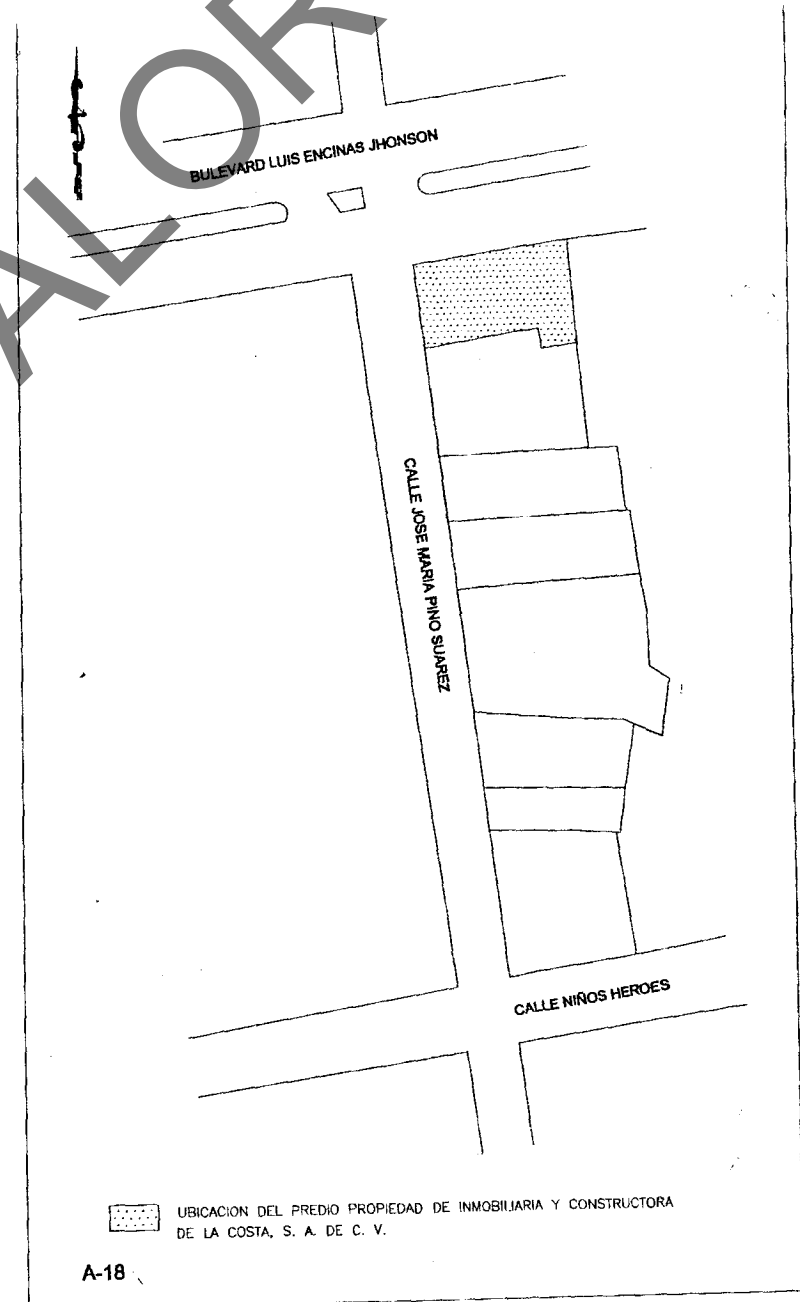 ALOR
BULEVARD LUIS ENCINAS JHONSON
CALLE JOSE MARIA PINO SUAREZ
CALLE NIÑOS HEROES
UBICACION DEL PREDIO PROPIEDAD DE INMOBILIARIA Y CONSTRUCTORA
DE LA COSTA, S. A. DE C. V.
A-18